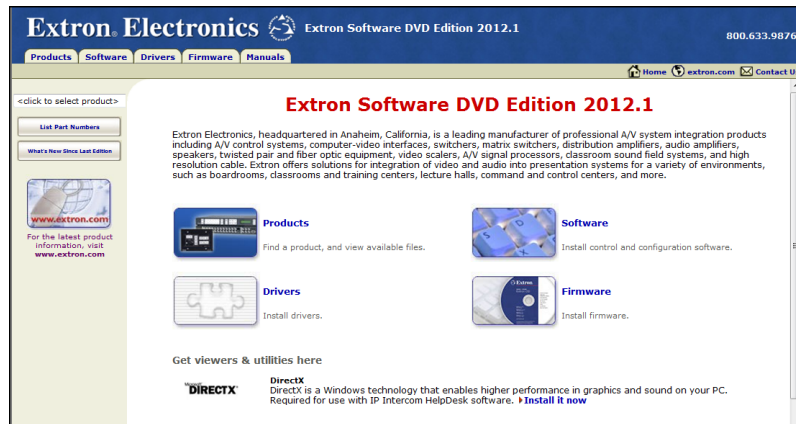 Extron® Electronics
Extron Software DVD Edition 2012.1
800.633.9876
Products Software Drivers Firmware Manuals
Home extron.com Contact U
<click to select product>
List Part Numbers
What's New Since Last Edition
www.extron.com
For the latest product
information, visit
www.extron.com
Extron Software DVD Edition 2012.1
Extron Electronics, headquartered in Anaheim, California, is a leading manufacturer of professional A/V system integration products
including A/V control systems, computer-video interfaces, switchers, matrix switchers, distribution amplifiers, audio amplifiers,
speakers, twisted pair and fiber optic equipment, video scalers, A/V signal processors, classroom sound field systems, and high
resolution cable. Extron offers solutions for integration of video and audio into presentation systems for a variety of environments,
such as boardrooms, classrooms and training centers, lecture halls, command and control centers, and more.
Products
Find a product, and view available files.
S D
X
Software
Install control and configuration software.
Drivers
Install drivers.
Extron
Firmware
Install firmware.
Get viewers & utilities here
Microsoft
DIRECTX
DirectX
DirectX is a Windows technology that enables higher performance in graphics and sound on your PC.
Required for use with IP Intercom HelpDesk software. Install it now